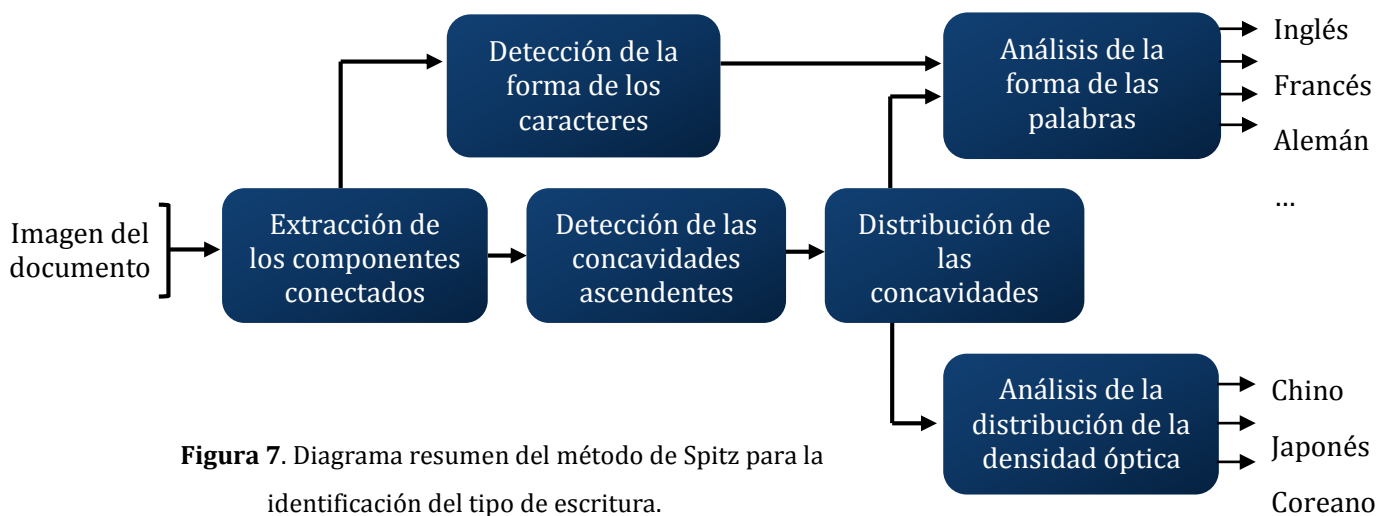 Detección de la
forma de los
caracteres
Análisis de la
forma de las
palabras
Inglés
Francés
Alemán
...
Imagen del
documento
Extracción de
los componentes
conectados
Detección de las
concavidades
ascendentes
Distribución de
las
concavidades
Análisis de la
distribución de la
densidad óptica
Chino
Japonés
Coreano
Figura 7. Diagrama resumen del método de Spitz para la
identificación del tipo de escritura.